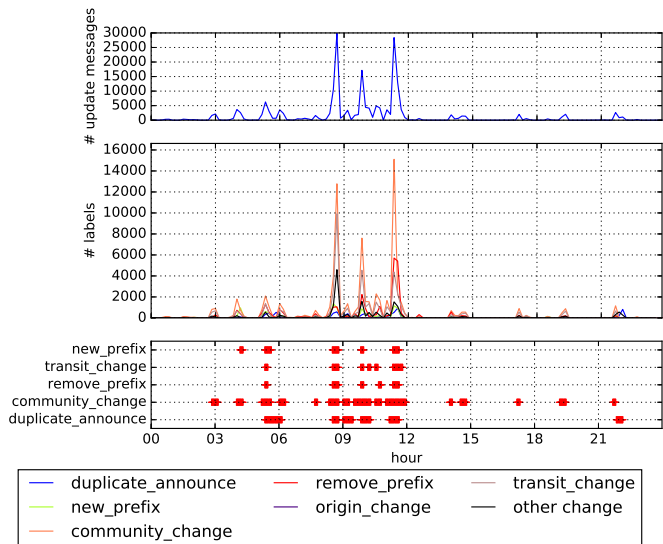 # update messages
30000
25000
20000
15000
10000
5000
0
# labels
16000
14000
12000
10000
8000
6000
4000
2000
0
new_prefix
transit_change
remove_prefix
community_change
duplicate_announce
00 03 06 09 12 15 18 21
hour
duplicate_announce remove_prefix transit_change
new_prefix origin_change other change
community_change